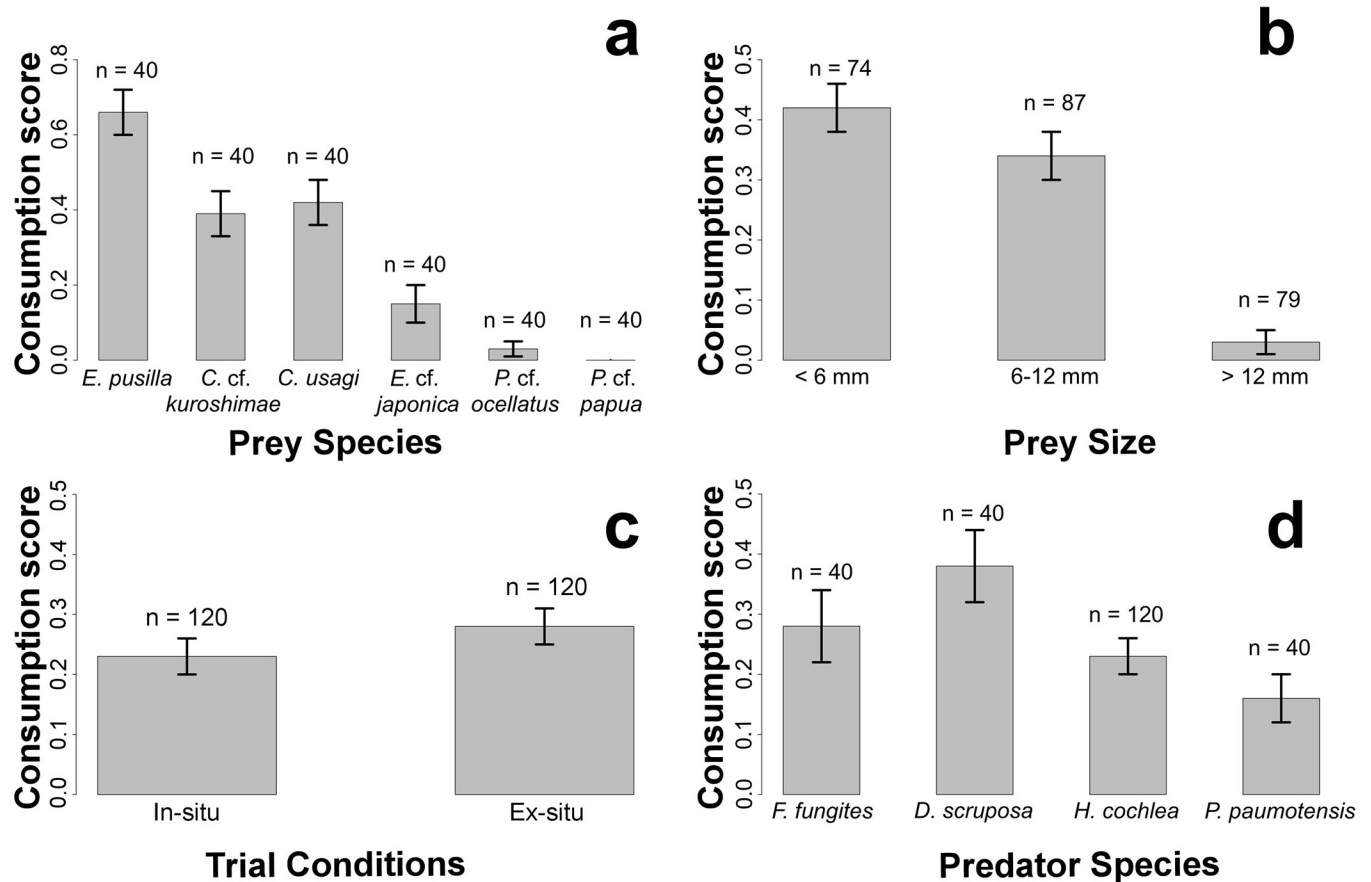 a
Consumption score
0.0 0.2 0.4 0.6 0.8
n = 40
n = 40
n = 40
n = 40
n = 40
n = 40
E. pusilla
C. cf. kuroshimae
C. usagi
E. cf. japonica
P. cf. ocellatus
P. cf. papua
Prey Species
b
Consumption score
0.0 0.1 0.2 0.3 0.4 0.5
n = 74
n = 87
n = 79
< 6 mm
6-12 mm
> 12 mm
Prey Size
c
Consumption score
0.0 0.1 0.2 0.3 0.4 0.5
n = 120
n = 120
In-situ
Ex-situ
Trial Conditions
d
Consumption score
0.0 0.1 0.2 0.3 0.4 0.5
n = 40
n = 40
n = 120
n = 40
F. fungites
D. scruposa
H. cochlea
P. paumotensis
Predator Species